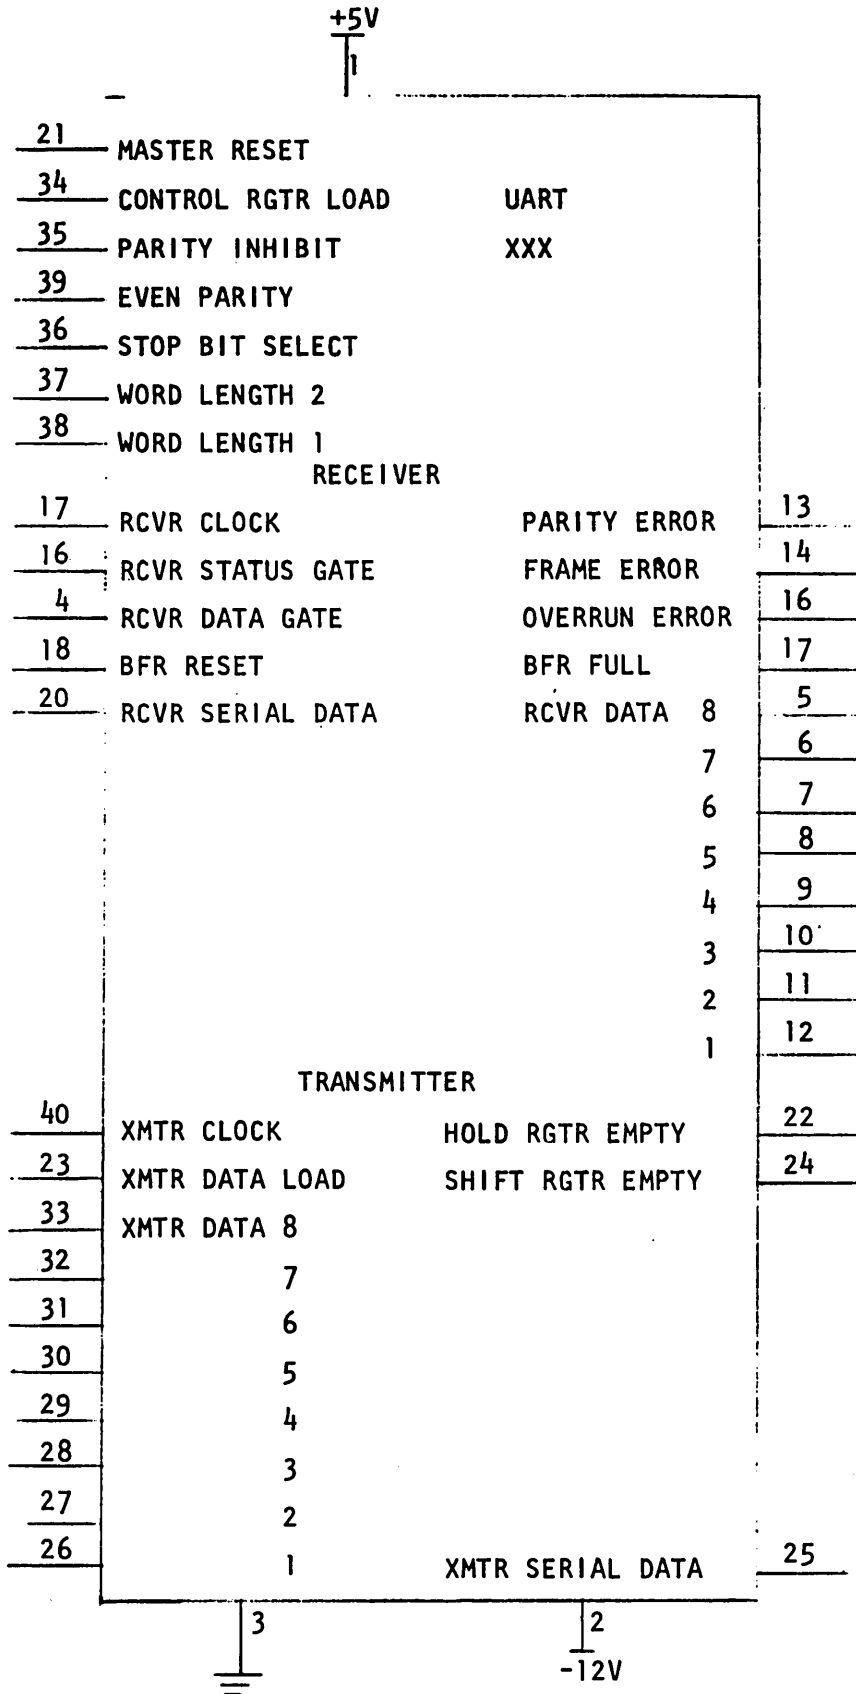 +5V
1
21 MASTER RESET
34 CONTROL RGTR LOAD UART
35 PARITY INHIBIT XXX
39 EVEN PARITY
36 STOP BIT SELECT
37 WORD LENGTH 2
38 WORD LENGTH 1
RECEIVER
17 RCVR CLOCK PARITY ERROR 13
16 RCVR STATUS GATE FRAME ERROR 14
4 RCVR DATA GATE OVERRUN ERROR 16
18 BFR RESET BFR FULL 17
20 RCVR SERIAL DATA RCVR DATA 8 5
7 6
6 7
5 8
4 9
3 10
2 11
1 12
TRANSMITTER
40 XMTR CLOCK HOLD RGTR EMPTY 22
23 XMTR DATA LOAD SHIFT RGTR EMPTY 24
33 XMTR DATA 8
32 7
31 6
30 5
29 4
28 3
27 2
26 1 XMTR SERIAL DATA 25
3 2
-12V